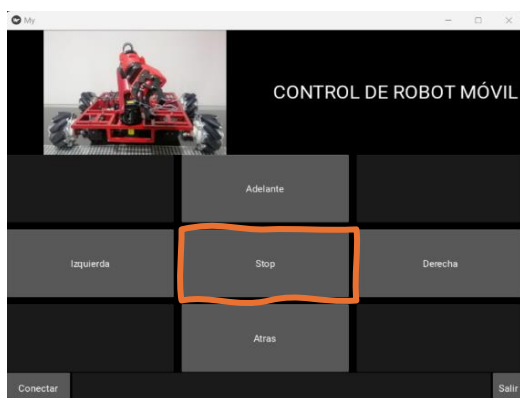 My
CONTROL DE ROBOT MÓVIL
Adelante
Izquierda Stop Derecha
Atras
Conectar Salir